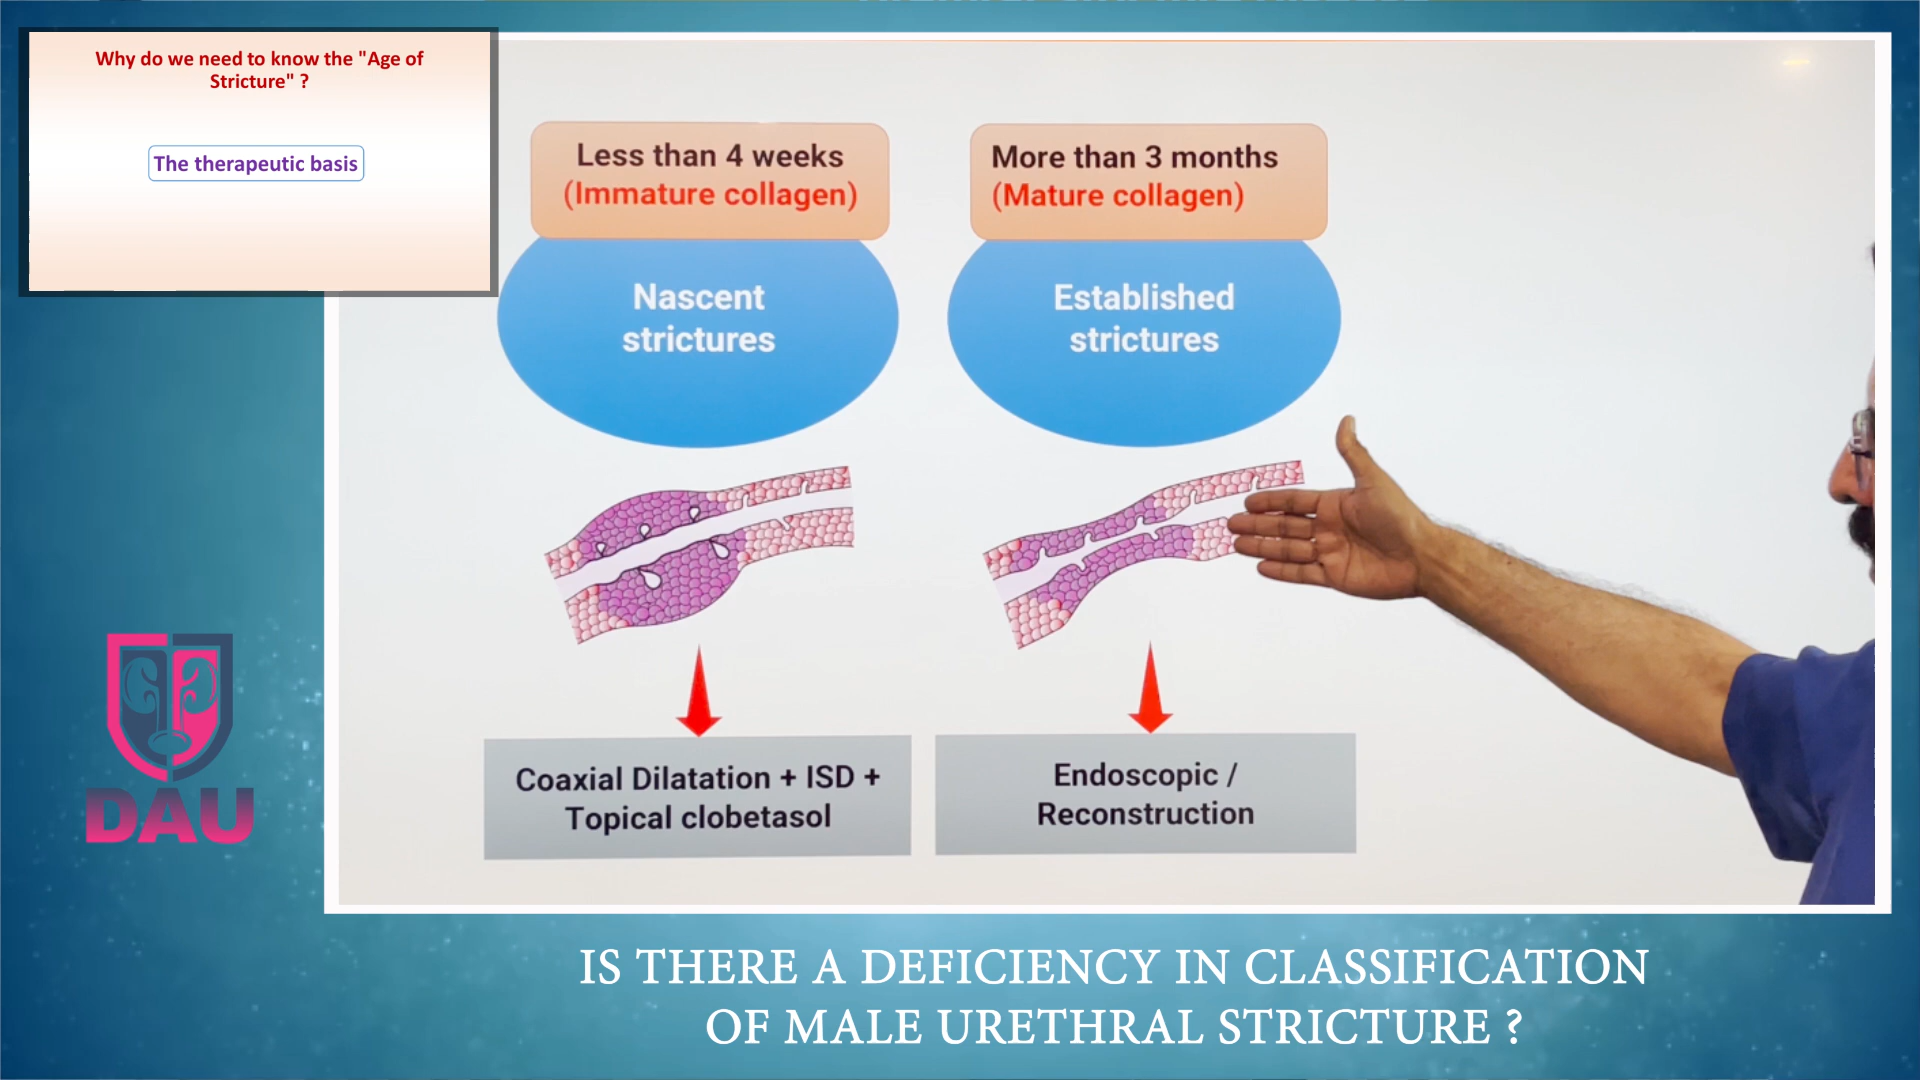 Why do we need to know the "Age of
Stricture" ?
The therapeutic basis
Less than 4 weeks
(Immature collagen)
More than 3 months
(Mature collagen)
Nascent
strictures
Established
strictures
Coaxial Dilatation + ISD +
Topical clobetasol
Endoscopic /
Reconstruction
DAU
IS THERE A DEFICIENCY IN CLASSIFICATION
OF MALE URETHRAL STRICTURE ?